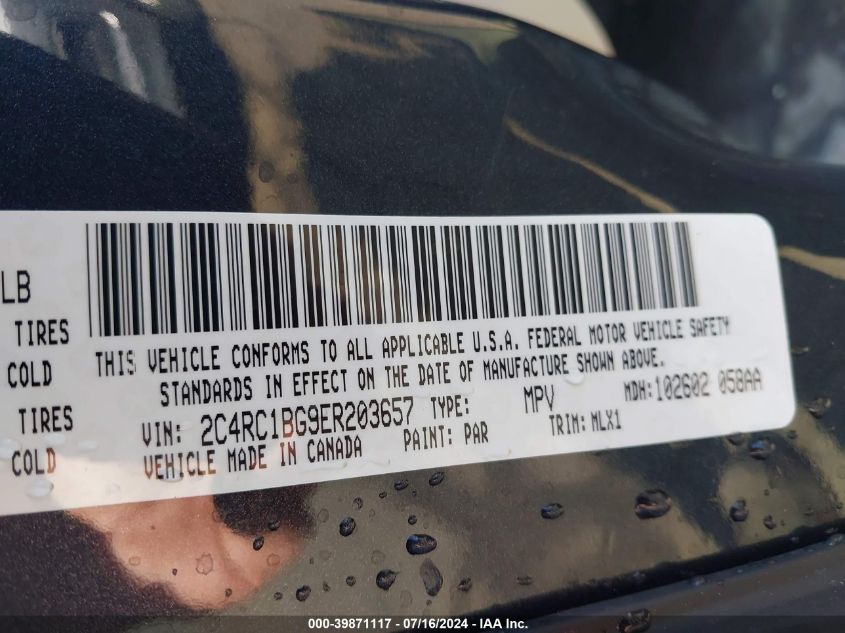 LB
TIRES
COLD
TIRES
COLD
THIS VEHICLE CONFORMS TO ALL APPLICABLE U.S.A. FEDERAL MOTOR VEHICLE SAFETY
STANDARDS IN EFFECT ON THE DATE OF MANUFACTURE SHOWN ABOVE.
VIN: 2C4RC1BG9ER203657 TYPE: MPV MDH:102602 058AA
VEHICLE MADE IN CANADA PAINT: PAR TRIM: MLX1
000-39871117 - 07/16/2024 - IAA Inc.